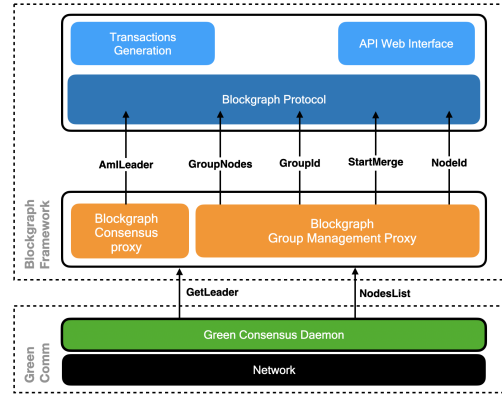 Transactions
Generation
API Web Interface
Blockgraph Protocol
AmILeader
GroupNodes
GroupId
StartMerge
NodeId
Blockgraph
Framework
Blockgraph
Consensus
proxy
Blockgraph
Group Management Proxy
GetLeader
NodesList
Green
Comm
Green Consensus Daemon
Network